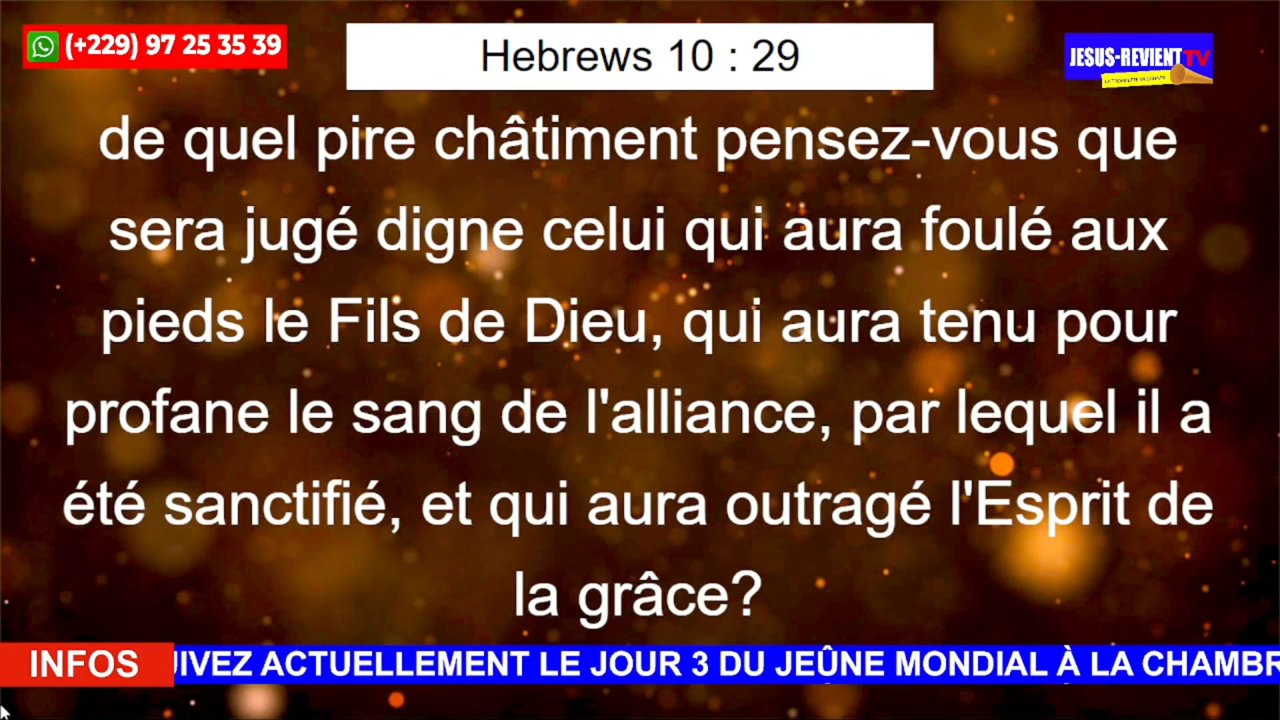 (+229) 97 25 35 39
Hebrews 10 : 29
JESUS-REVIENT TV
de quel pire châtiment pensez-vous que
sera jugé digne celui qui aura foulé aux
pieds le Fils de Dieu, qui aura tenu pour
profane le sang de l'alliance, par lequel il a
été sanctifié, et qui aura outragé l'Esprit de
la grâce?
INFOS
UIVEZ ACTUELLEMENT LE JOUR 3 DU JEÛNE MONDIAL À LA CHAMBR